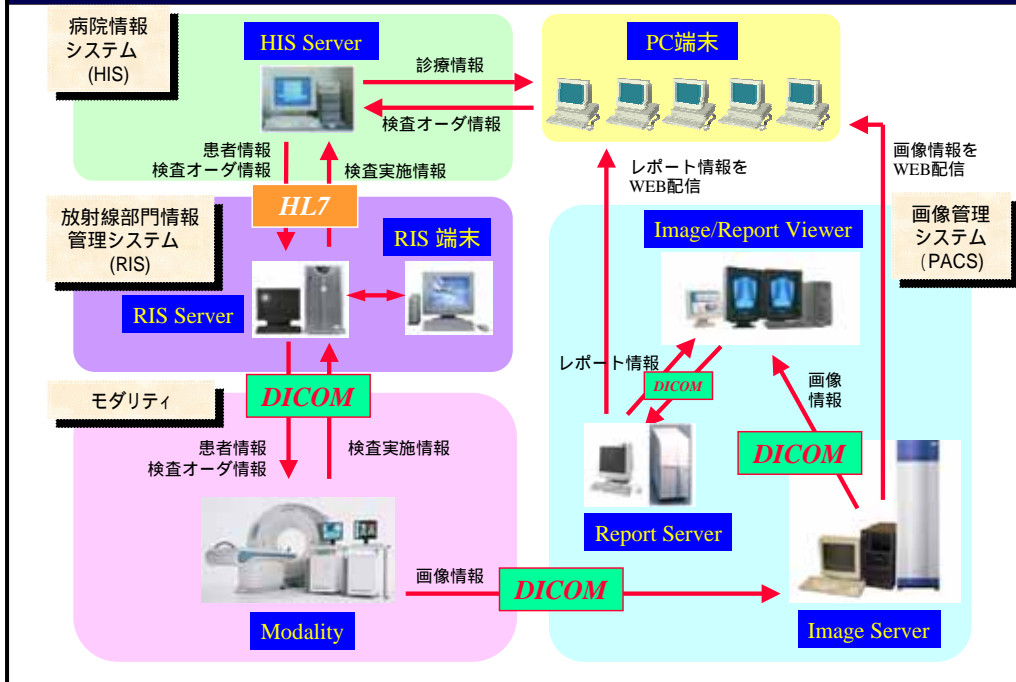 病院情報
システム
(HIS)
HIS Server
診療情報
検査オーダ情報
PC端末
患者情報
検査オーダ情報
検査実施情報
HL7
レポート情報を
WEB配信
画像情報を
WEB配信
放射線部門情報
管理システム
(RIS)
RIS 端末
RIS Server
Image/Report Viewer
画像管理
システム
(PACS)
モダリティ
DICOM
患者情報
検査オーダ情報
検査実施情報
レポート情報
DICOM
画像
情報
DICOM
Report Server
画像情報
DICOM
Modality
Image Server